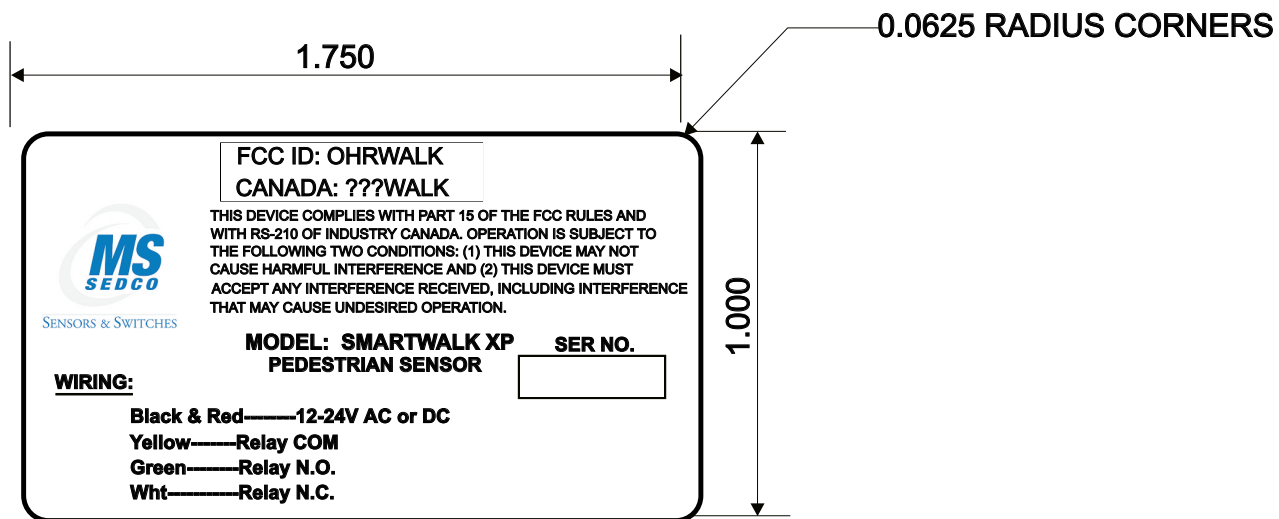 0.0625 RADIUS CORNERS
1.750
FCC ID: OHRWALK
CANADA: ???WALK
THIS DEVICE COMPLIES WITH PART 15 OF THE FCC RULES AND
WITH RS-210 OF INDUSTRY CANADA. OPERATION IS SUBJECT TO
THE FOLLOWING TWO CONDITIONS: (1) THIS DEVICE MAY NOT
CAUSE HARMFUL INTERFERENCE AND (2) THIS DEVICE MUST
ACCEPT ANY INTERFERENCE RECEIVED, INCLUDING INTERFERENCE
THAT MAY CAUSE UNDESIRED OPERATION.
MS
SEDCO
SENSORS & SWITCHES
1.000
MODEL: SMARTWALK XP
PEDESTRIAN SENSOR
SER NO.
WIRING:
Black & Red--------12-24V AC or DC
Yellow-------Relay COM
Green--------Relay N.O.
Wht-----------Relay N.C.